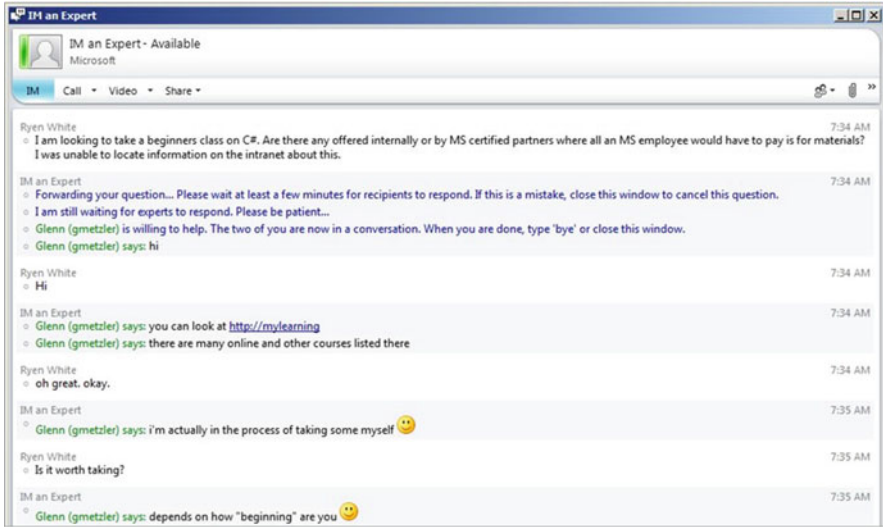 IM an Expert
IM an Expert - Available
Microsoft
IM Call Video Share
Ryen White 7:34 AM
I am looking to take a beginners class on C#. Are there any offered internally or by MS certified partners where all an MS employee would have to pay is for materials?
I was unable to locate information on the intranet about this.
IM an Expert 7:34 AM
Forwarding your question... Please wait at least a few minutes for recipients to respond. If this is a mistake, close this window to cancel this question.
I am still waiting for experts to respond. Please be patient...
Glenn (gmetzler) is willing to help. The two of you are now in a conversation. When you are done, type 'bye' or close this window.
Glenn (gmetzler) says: hi
Ryen White 7:34 AM
Hi
IM an Expert 7:34 AM
Glenn (gmetzler) says: you can look at http://mylearning
Glenn (gmetzler) says: there are many online and other courses listed there
Ryen White 7:34 AM
oh great. okay.
IM an Expert 7:35 AM
Glenn (gmetzler) says: i'm actually in the process of taking some myself
Ryen White 7:35 AM
Is it worth taking?
IM an Expert 7:35 AM
Glenn (gmetzler) says: depends on how "beginning" are you